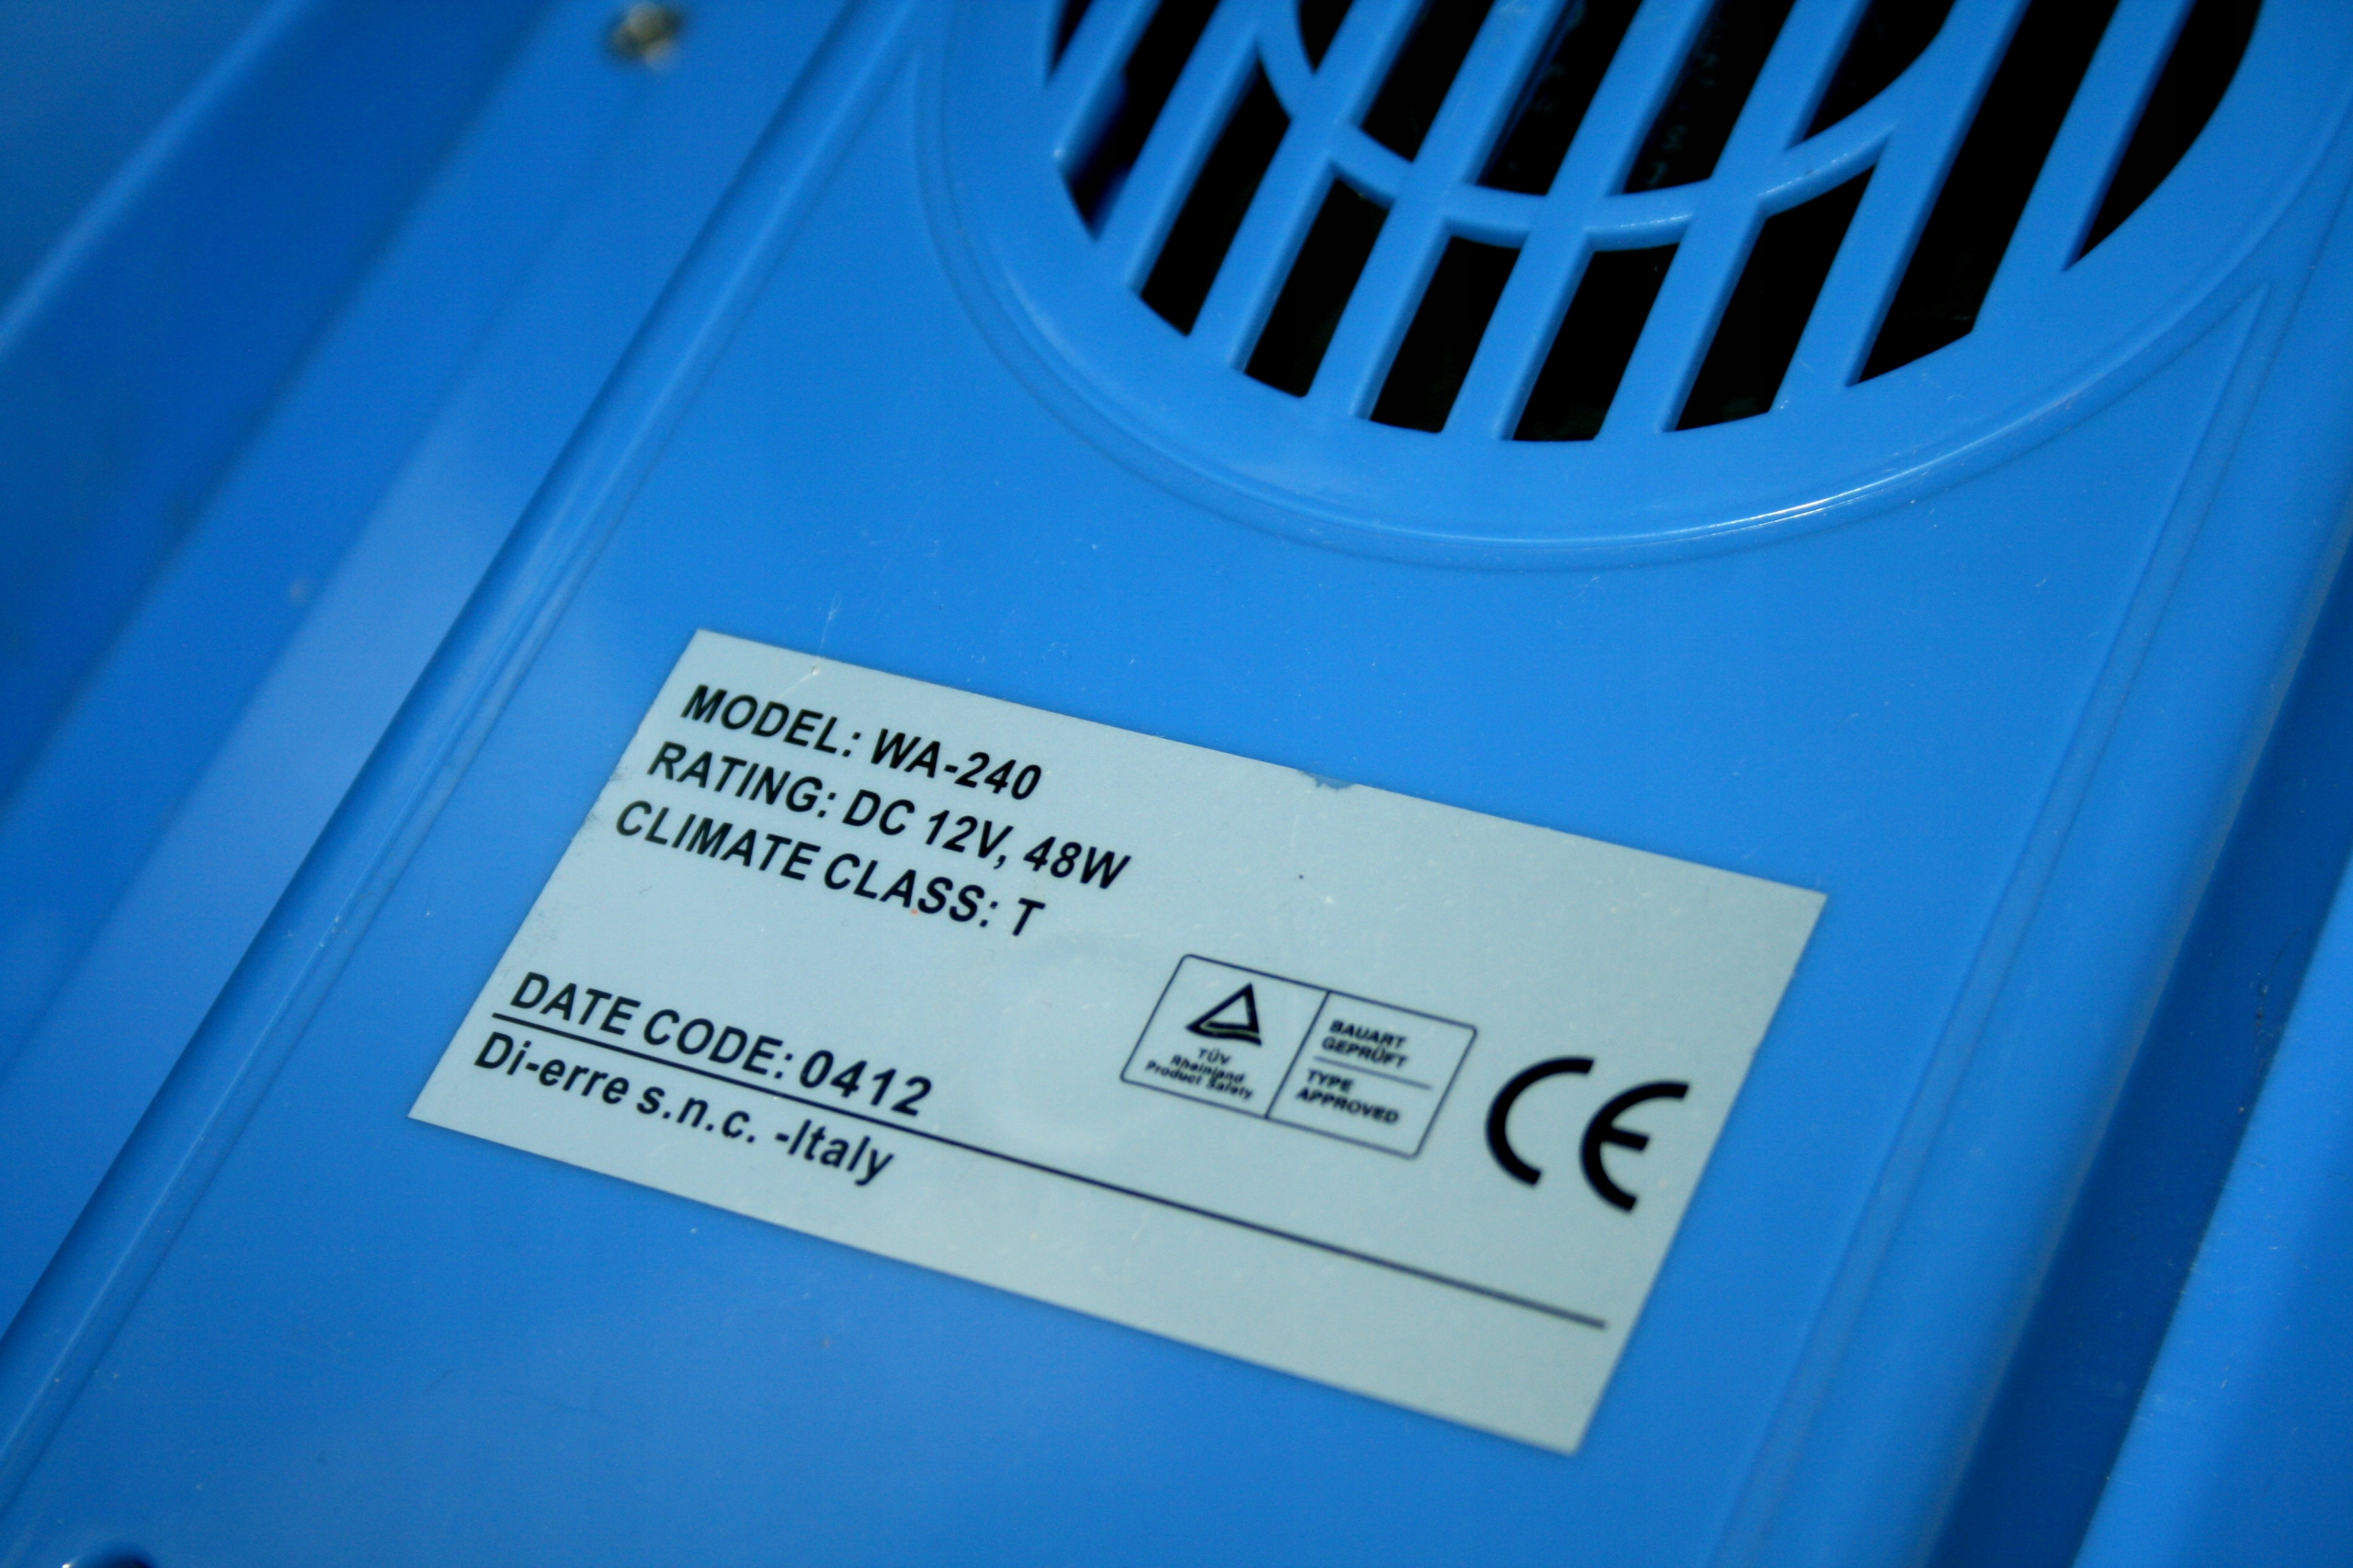 MODEL: WA-240
RATING: DC 12V, 48W
CLIMATE CLASS: T
DATE CODE: 0412
TÜV
Rheinland
Product Safety
BAUART
GEPRÜFT
TYPE
APPROVED
CE
Di-erre s.n.c. -Italy